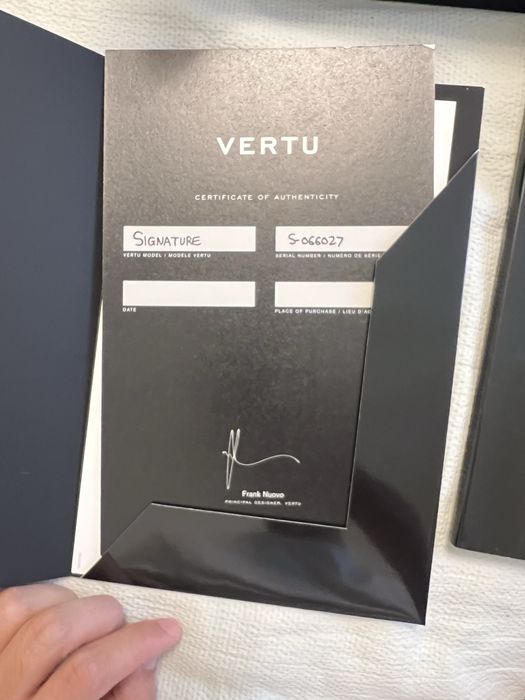 VERTU
CERTIFICATE OF AUTHENTICITY
SIGNATURE
S-066027
VERTU MODEL / MODÈLE VERTU
SERIAL NUMBER / NUMÉRO DE SÉRIE
DATE
PLACE OF PURCHASE / LIEU D'AC
Frank Nuovo
PRINCIPAL DESIGNER, VERTU